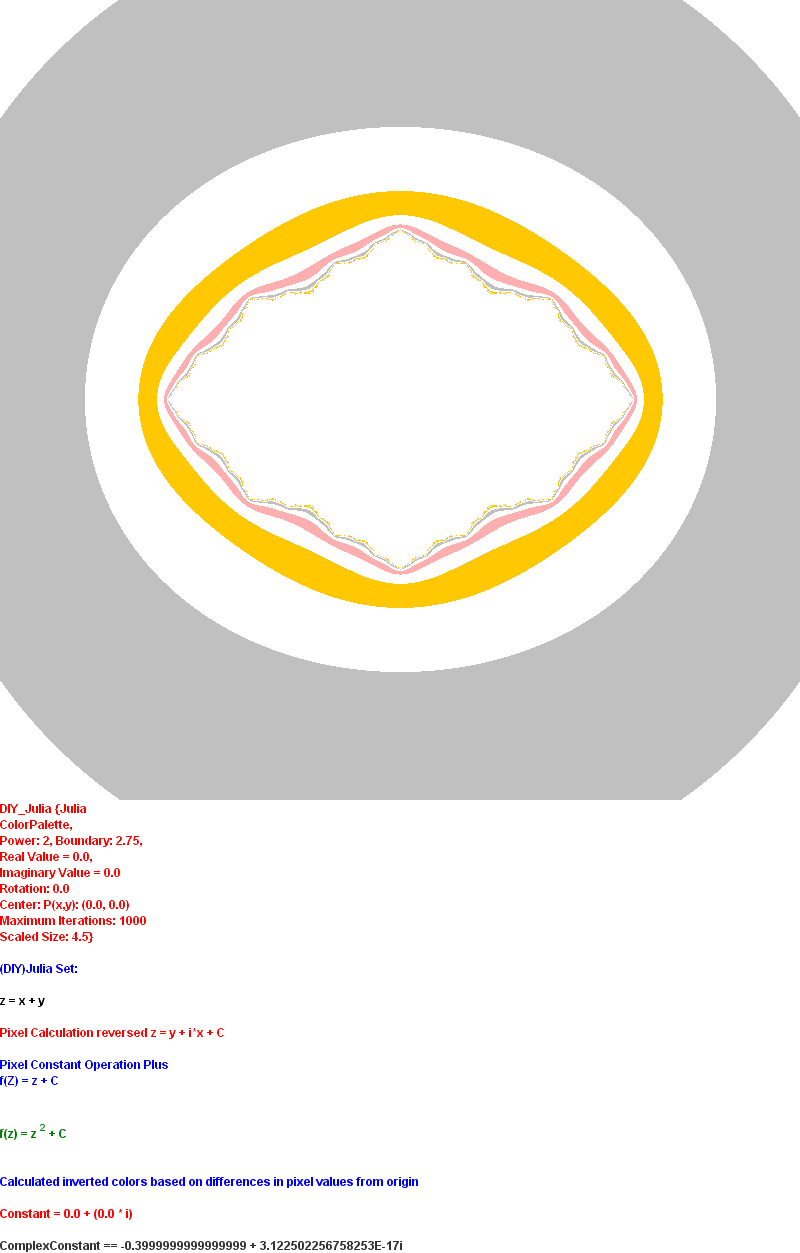 DIY_Julia {Julia
ColorPalette,
Power: 2, Boundary: 2.75,
Real Value = 0.0,
Imaginary Value = 0.0
Rotation: 0.0
Center: P(x,y): (0.0, 0.0)
Maximum Iterations: 1000
Scaled Size: 4.5}
(DIY)Julia Set:
z = x + y
Pixel Calculation reversed z = y + i*x + C
Pixel Constant Operation Plus
f(Z) = z + C
f(z) = z 2 + C
Calculated inverted colors based on differences in pixel values from origin
Constant = 0.0 + (0.0 * i)
ComplexConstant == -0.3999999999999999 + 3.122502256758253E-17i